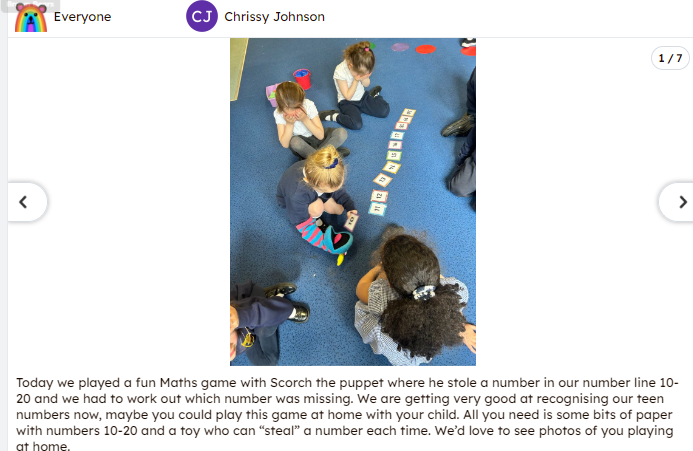 Everyone
CJ Chrissy Johnson
1 / 7
Today we played a fun Maths game with Scorch the puppet where he stole a number in our number line 10-
20 and we had to work out which number was missing. We are getting very good at recognising our teen
numbers now, maybe you could play this game at home with your child. All you need is some bits of paper
with numbers 10-20 and a toy who can “steal” a number each time. We’d love to see photos of you playing
at home.